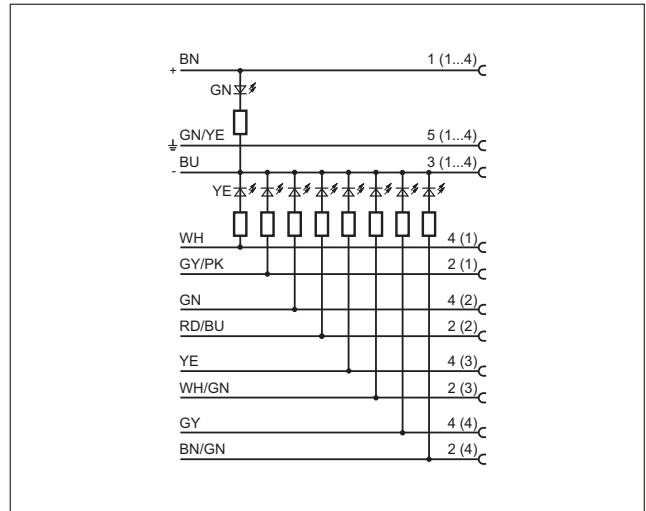 BN 1 (1...4)
+
GN
GN/YE 5 (1...4)
BU 3 (1...4)
-
YE
WH 4 (1)
GY/PK 2 (1)
GN 4 (2)
RD/BU 2 (2)
YE 4 (3)
WH/GN 2 (3)
GY 4 (4)
BN/GN 2 (4)